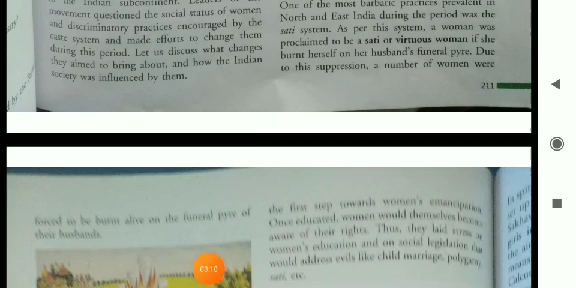 the Indian subcontinent.
movement questioned the social status of women
and discriminatory practices encouraged by the
caste system and made efforts to change them
during this period. Let us discuss what changes
they aimed to bring about, and how the Indian
society was influenced by them.
One of the most barbaric practices prevalent in
North and East India during the period was the
sati system. As per this system, a woman was
proclaimed to be a sati or virtuous woman if she
burnt herself on her husband's funeral pyre. Due
to this suppression, a number of women were
211
forced to be burnt alive on the funeral pyre of
their husbands.
03:10
the first step towards women's emancipation.
Once educated, women would themselves become
aware of their rights. Thus, they laid stress on
women's education and on social legislation that
would address evils like child marriage, polygamy,
sati, etc.